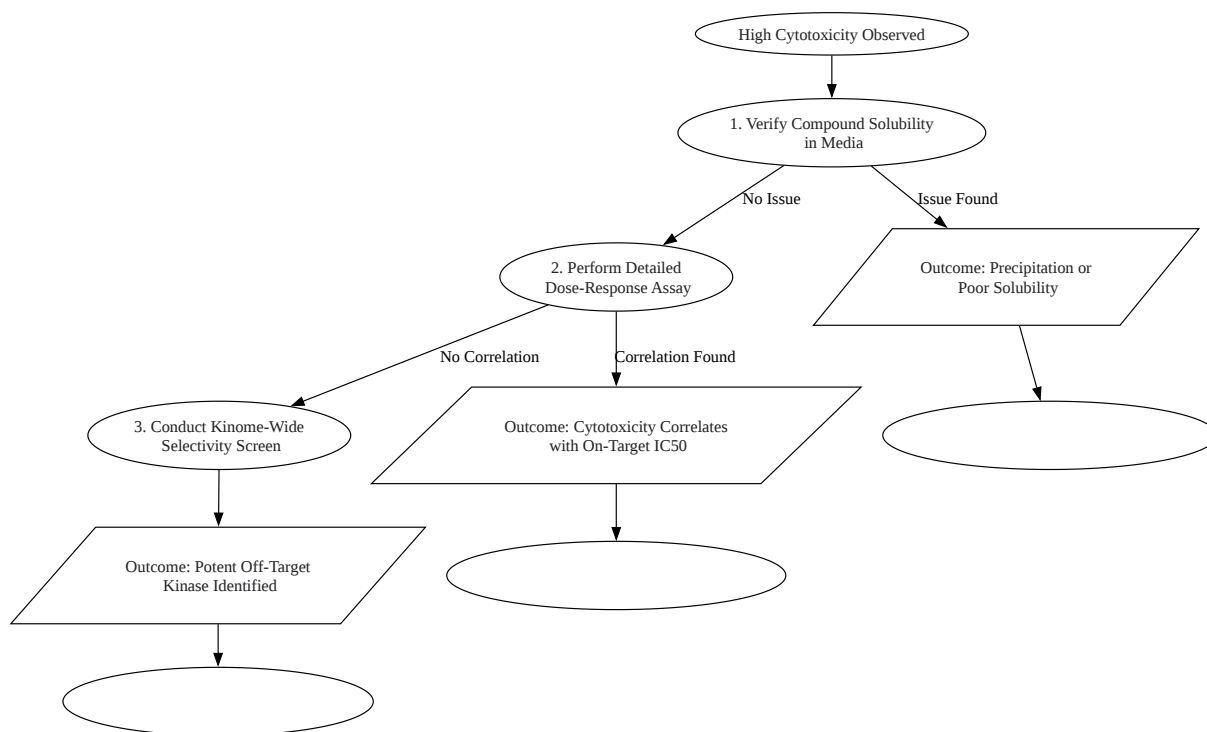 High Cytotoxicity Observed
1. Verify Compound Solubility
in Media
No Issue
Issue Found
2. Perform Detailed
Dose-Response Assay
Outcome: Precipitation or
Poor Solubility
No Correlation
Correlation Found
3. Conduct Kinome-Wide
Selectivity Screen
Outcome: Cytotoxicity Correlates
with On-Target IC50
Outcome: Potent Off-Target
Kinase Identified